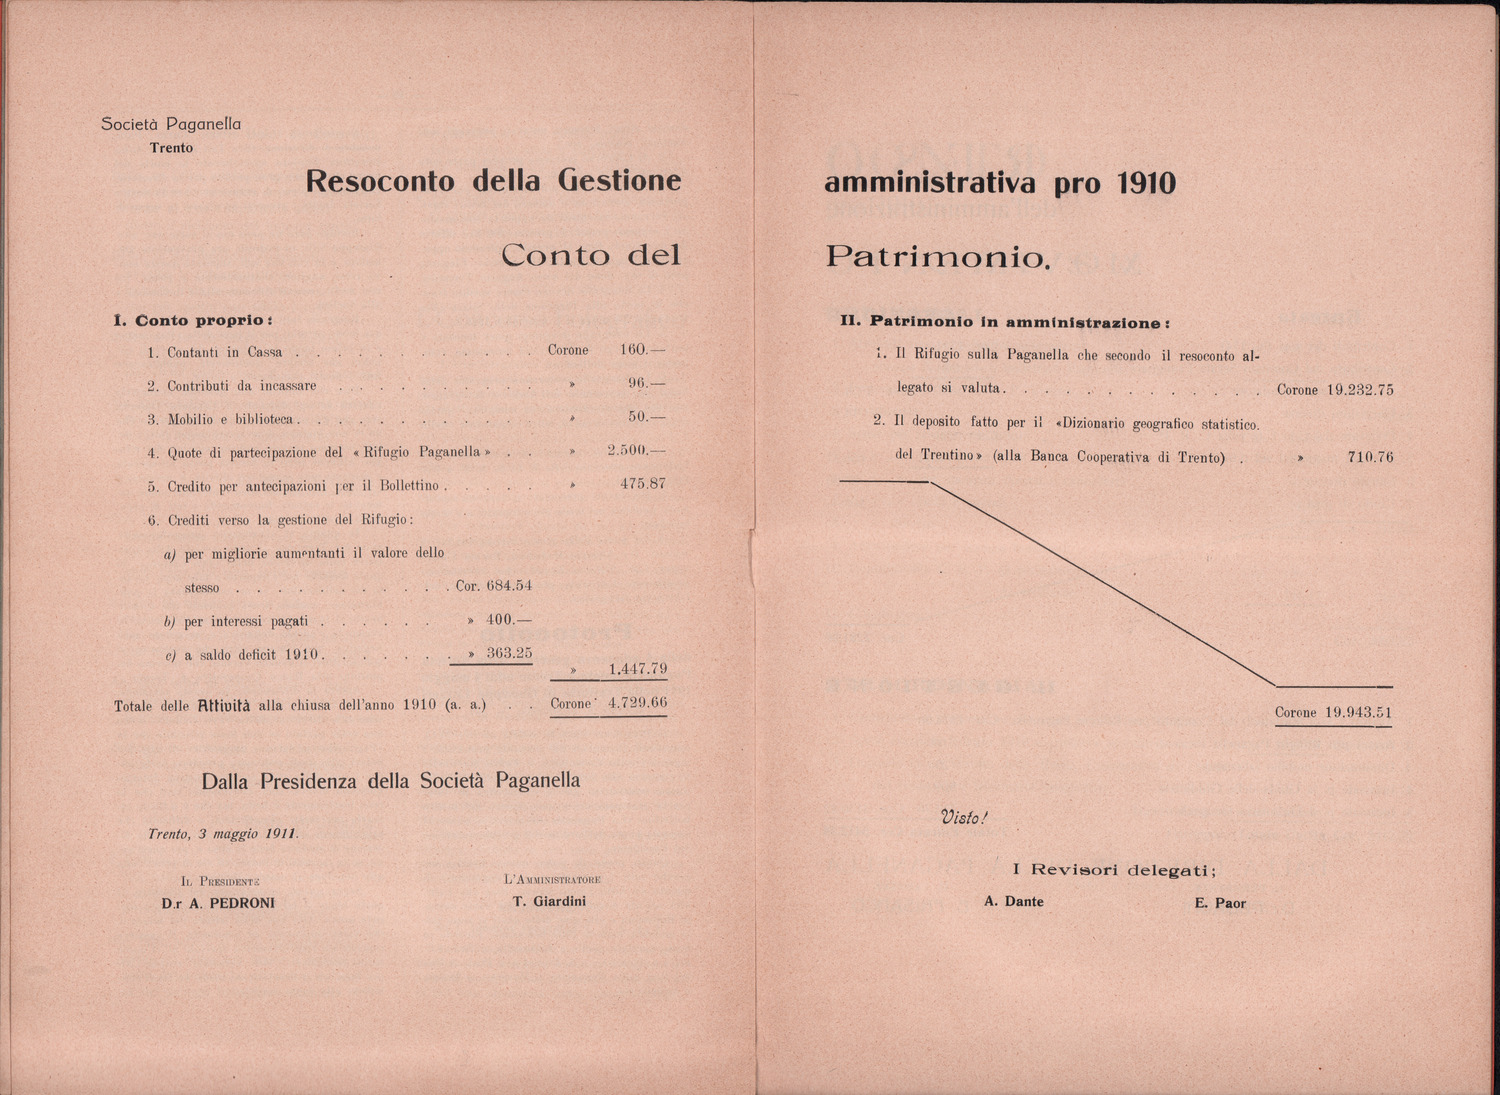 Società Paganella
Trento
Resoconto della Gestione amministrativa pro 1910
Conto del Patrimonio.
I. Conto proprio:
1. Contanti in Cassa . . . . . . . . . . . . Corone 160.—
2. Contributi da incassare . . . . . . . . . . » 96.—
3. Mobilio e biblioteca . . . . . . . . . . . . » 50.—
4. Quote di partecipazione del «Rifugio Paganella» . . » 2.500.—
5. Credito per antecipazioni per il Bollettino . . . . . » 475.87
6. Crediti verso la gestione del Rifugio:
a) per migliorie aumentanti il valore dello
stesso . . . . . . . . . . . Cor. 684.54
b) per interessi pagati . . . . . . » 400.—
c) a saldo deficit 1910 . . . . . . . » 363.25
» 1.447.79
Totale delle Attività alla chiusa dell'anno 1910 (a. a.) . . Corone 4.729.66
Dalla Presidenza della Società Paganella
Trento, 3 maggio 1911.
Il Presidente L'Amministratore
D.r A. PEDRONI T. Giardini
II. Patrimonio in amministrazione:
1. Il Rifugio sulla Paganella che secondo il resoconto al-
legato si valuta . . . . . . . . . . . . . Corone 19.232.75
2. Il deposito fatto per il «Dizionario geografico statistico.
del Trentino» (alla Banca Cooperativa di Trento) . » 710.76
Corone 19.943.51
Visto!
I Revisori delegati;
A. Dante E. Paor